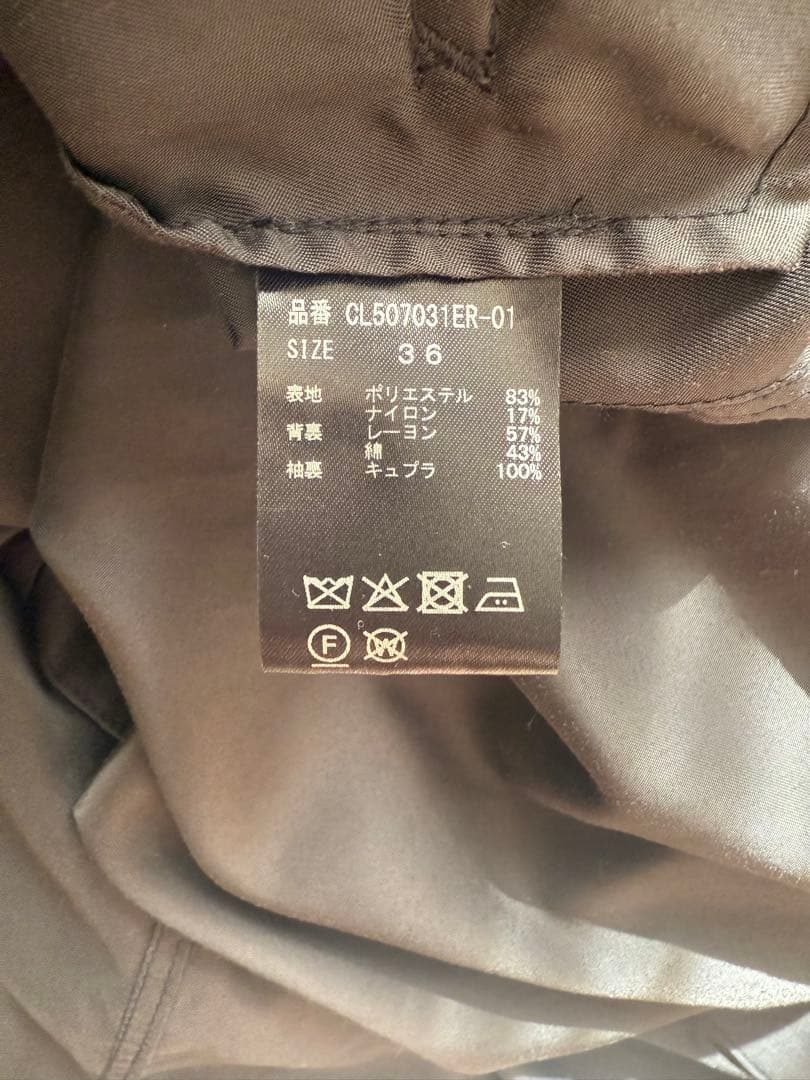 品番 CL507031ER-01
SIZE 36
表地 ポリエステル 83%
ナイロン 17%
背裏 レーヨン 57%
綿 43%
袖裏 キュプラ 100%
F W